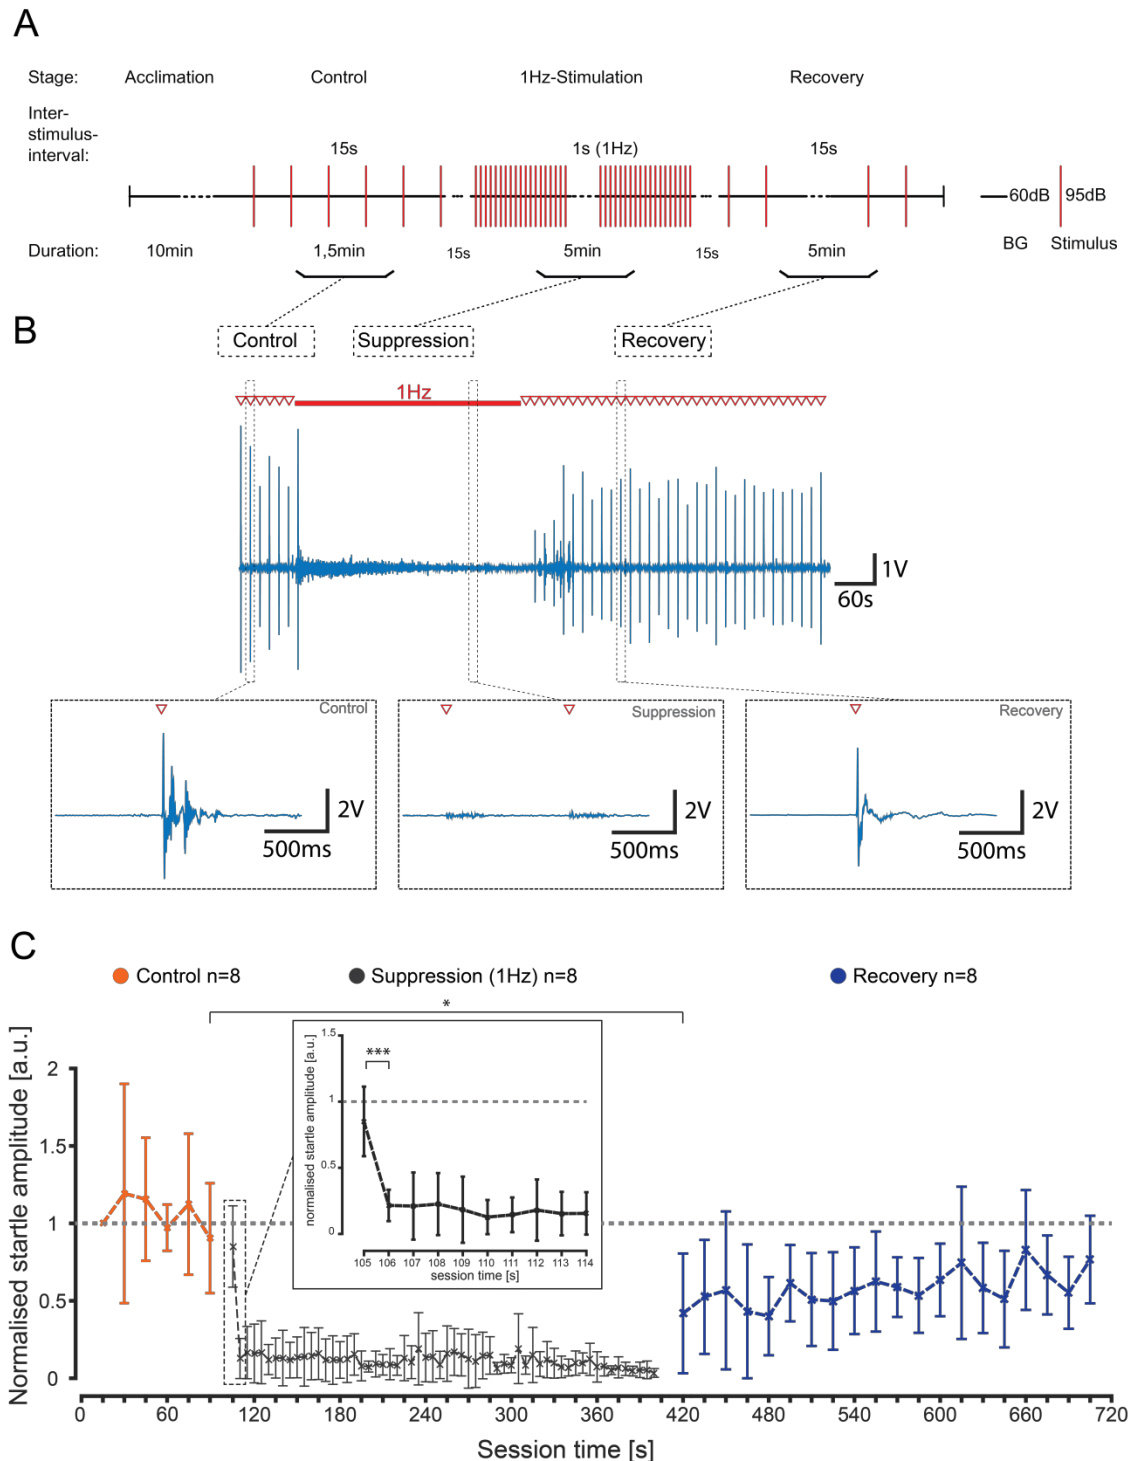 A
Stage: Acclimation Control 1Hz-Stimulation Recovery
Inter-
stimulus-
interval:
15s 1s (1Hz) 15s
60dB 95dB
BG Stimulus
Duration: 10min 1,5min 15s 5min 15s 5min
B
Control Suppression Recovery
1Hz
1V
60s
Control Suppression Recovery
2V 2V 2V
500ms 500ms 500ms
C
Control n=8 Suppression (1Hz) n=8 Recovery n=8
*
Normalised startle amplitude [a.u.]
2
1.5
1
0.5
0
normalised startle amplitude [a.u.]
1.5
1
0.5
0
***
105 106 107 108 109 110 111 112 113 114
session time [s]
0 60 120 180 240 300 360 420 480 540 600 660 720
Session time [s]